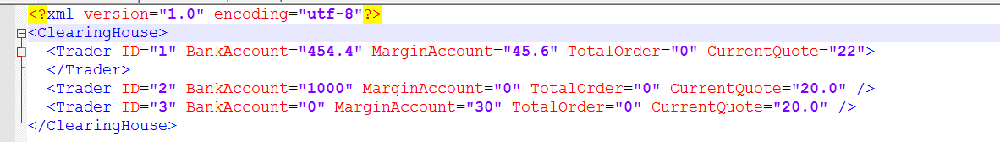 <?xml version="1.0" encoding="utf-8"?>
<ClearingHouse>
<Trader ID="1" BankAccount="454.4" MarginAccount="45.6" TotalOrder="0" CurrentQuote="22">
</Trader>
<Trader ID="2" BankAccount="1000" MarginAccount="0" TotalOrder="0" CurrentQuote="20.0" />
<Trader ID="3" BankAccount="0" MarginAccount="30" TotalOrder="0" CurrentQuote="20.0" />
</ClearingHouse>